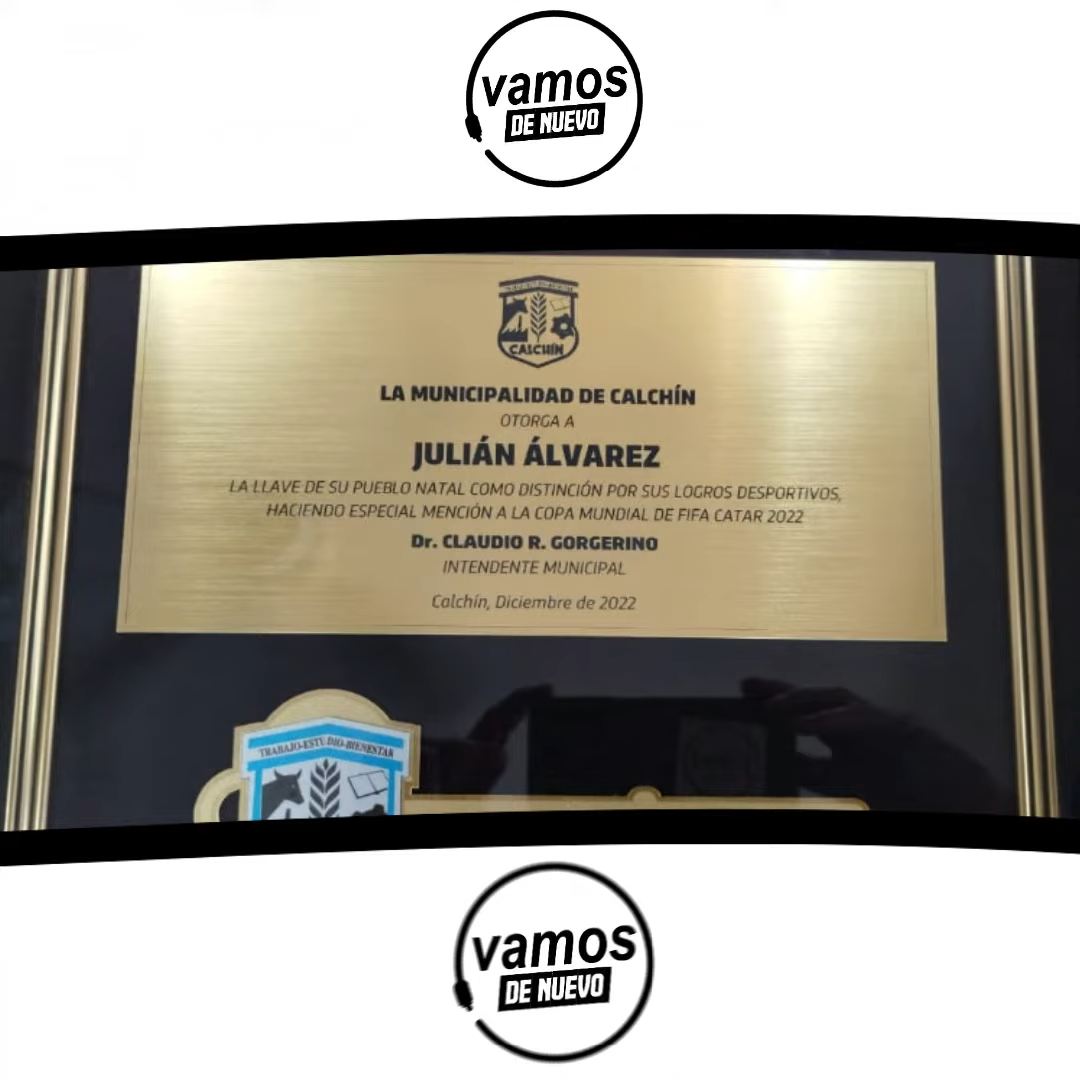 vamos
DE NUEVO
CALCHÍN
LA MUNICIPALIDAD DE CALCHÍN
OTORGA A
JULIÁN ÁLVAREZ
LA LLAVE DE SU PUEBLO NATAL COMO DISTINCIÓN POR SUS LOGROS DESPORTIVOS,
HACIENDO ESPECIAL MENCIÓN A LA COPA MUNDIAL DE FIFA CATAR 2022
Dr. CLAUDIO R. GORGERINO
INTENDENTE MUNICIPAL
Calchín, Diciembre de 2022
TRABAJO-ESTUDIO-BIENESTAR
vamos
DE NUEVO